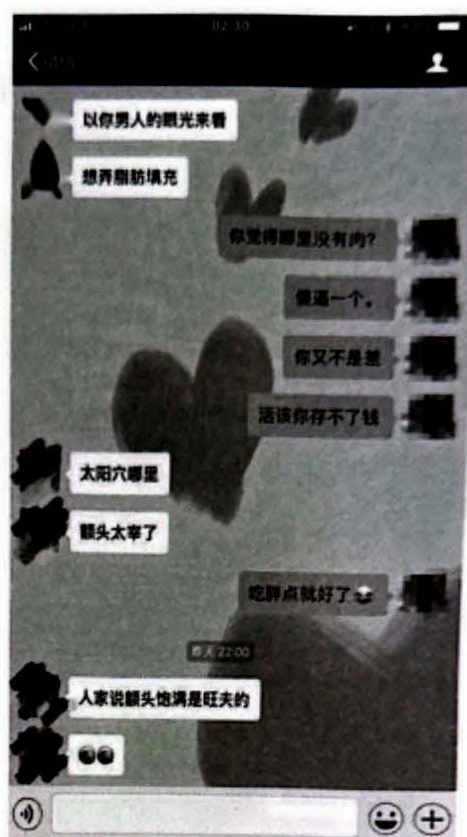 02:30
以你男人的眼光来看
想弄脂肪填充
你觉得哪里没有肉?
傻逼一个。
你又不是差
活该你存不了钱
太阳穴哪里
额头太宰了
吃胖点就好了
昨天 22:00
人家说额头饱满是旺夫的